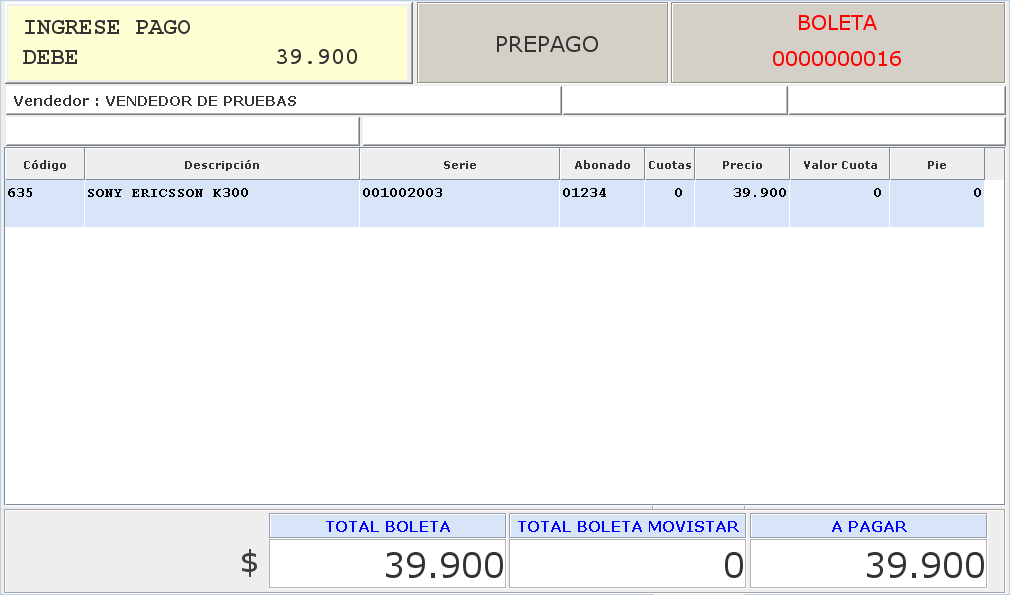 INGRESE PAGO
DEBE 39.900
PREPAGO
BOLETA
0000000016
Vendedor : VENDEDOR DE PRUEBAS
Código Descripción Serie Abonado Cuotas Precio Valor Cuota Pie
635 SONY ERICSSON K300 001002003 01234 0 39.900 0 0
TOTAL BOLETA TOTAL BOLETA MOVISTAR A PAGAR
$ 39.900 0 39.900